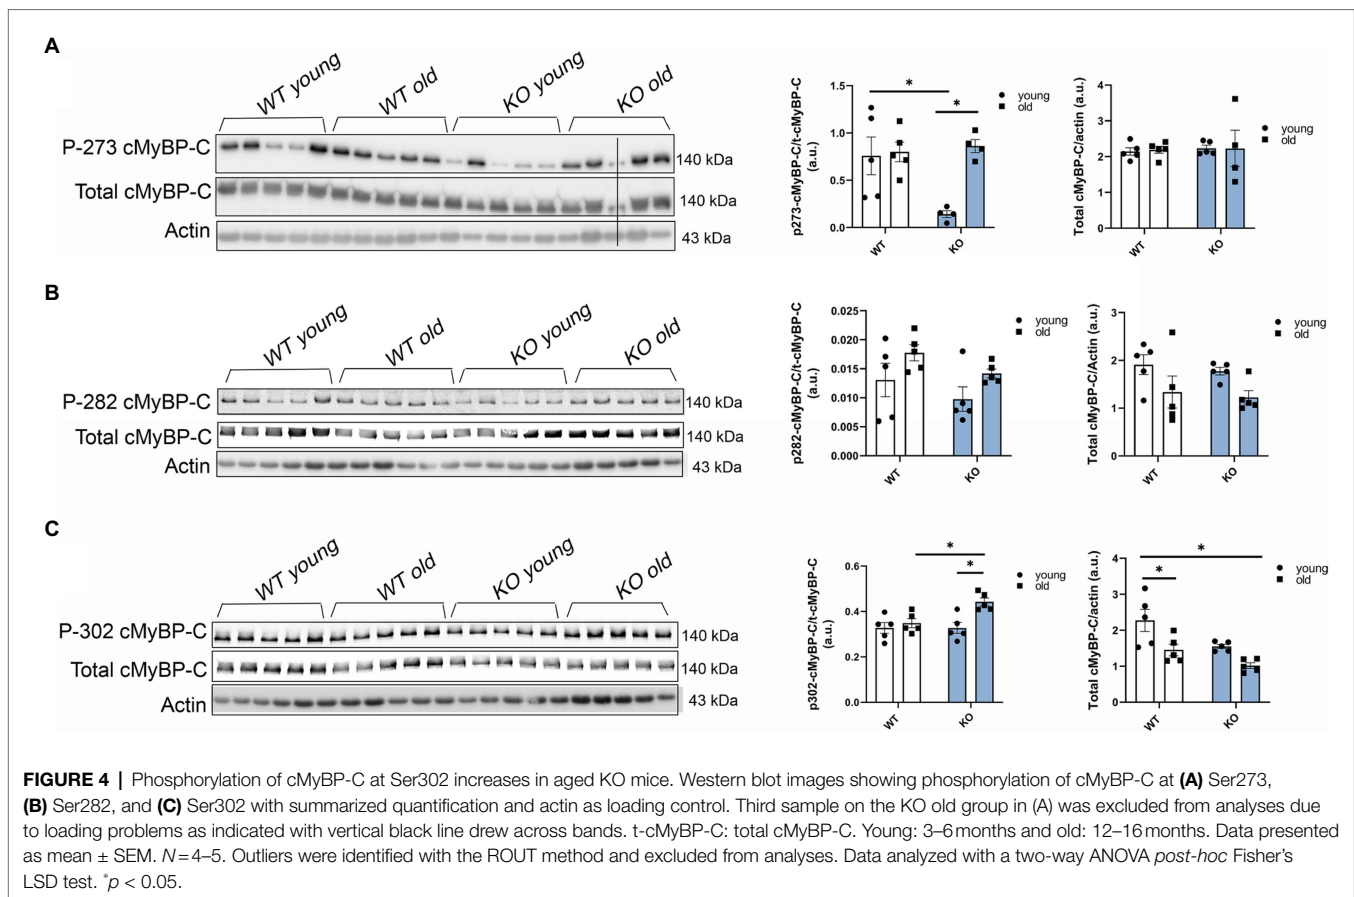 A
WT young
WT old
KO young
KO old
P-273 cMyBP-C
140 kDa
Total cMyBP-C
140 kDa
Actin
43 kDa
p273-cMyBP-C/t-cMyBP-C
(a.u.)
1.5
1.0
0.5
0.0
*
*
WT
KO
young
old
Total cMyBP-C/actin (a.u.)
4
3
2
1
0
WT
KO
young
old
B
WT young
WT old
KO young
KO old
P-282 cMyBP-C
140 kDa
Total cMyBP-C
140 kDa
Actin
43 kDa
p282-cMyBP-C/t-cMyBP-C
(a.u.)
0.025
0.020
0.015
0.010
0.005
0.000
WT
KO
young
old
Total cMyBP-C/Actin (a.u.)
3
2
1
0
WT
KO
young
old
C
WT young
WT old
KO young
KO old
P-302 cMyBP-C
140 kDa
Total cMyBP-C
140 kDa
Actin
43 kDa
p302-cMyBP-C/t-cMyBP-C
(a.u.)
0.6
0.4
0.2
0.0
*
*
WT
KO
young
old
Total cMyBP-C/actin (a.u.)
4
3
2
1
0
*
*
WT
KO
young
old
FIGURE 4 | Phosphorylation of cMyBP-C at Ser302 increases in aged KO mice. Western blot images showing phosphorylation of cMyBP-C at (A) Ser273,
(B) Ser282, and (C) Ser302 with summarized quantification and actin as loading control. Third sample on the KO old group in (A) was excluded from analyses due
to loading problems as indicated with vertical black line drew across bands. t-cMyBP-C: total cMyBP-C. Young: 3–6 months and old: 12–16 months. Data presented
as mean ± SEM. N = 4–5. Outliers were identified with the ROUT method and excluded from analyses. Data analyzed with a two-way ANOVA post-hoc Fisher's
LSD test. *p < 0.05.